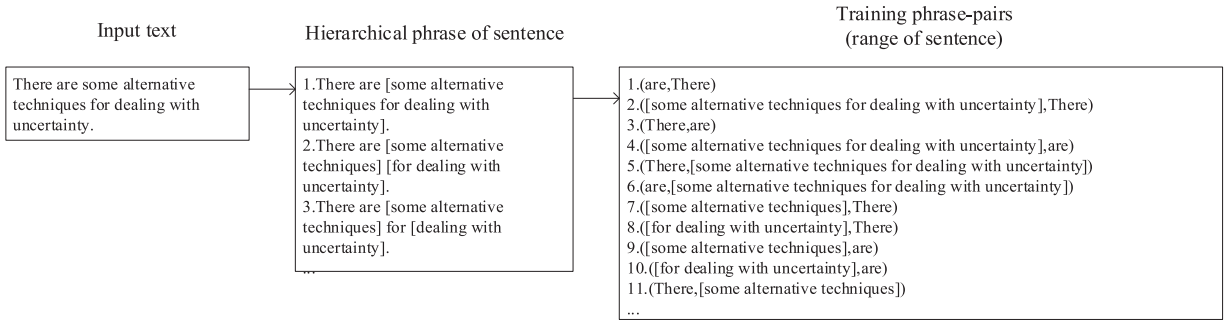 Input text
There are some alternative
techniques for dealing with
uncertainty.
Hierarchical phrase of sentence
1.There are [some alternative
techniques for dealing with
uncertainty].
2.There are [some alternative
techniques] [for dealing with
uncertainty].
3.There are [some alternative
techniques] for [dealing with
uncertainty].
...
Training phrase-pairs
(range of sentence)
1.(are,There)
2.([some alternative techniques for dealing with uncertainty],There)
3.(There,are)
4.([some alternative techniques for dealing with uncertainty],are)
5.(There,[some alternative techniques for dealing with uncertainty])
6.(are,[some alternative techniques for dealing with uncertainty])
7.([some alternative techniques],There)
8.([for dealing with uncertainty],There)
9.([some alternative techniques],are)
10.([for dealing with uncertainty],are)
11.(There,[some alternative techniques])
...